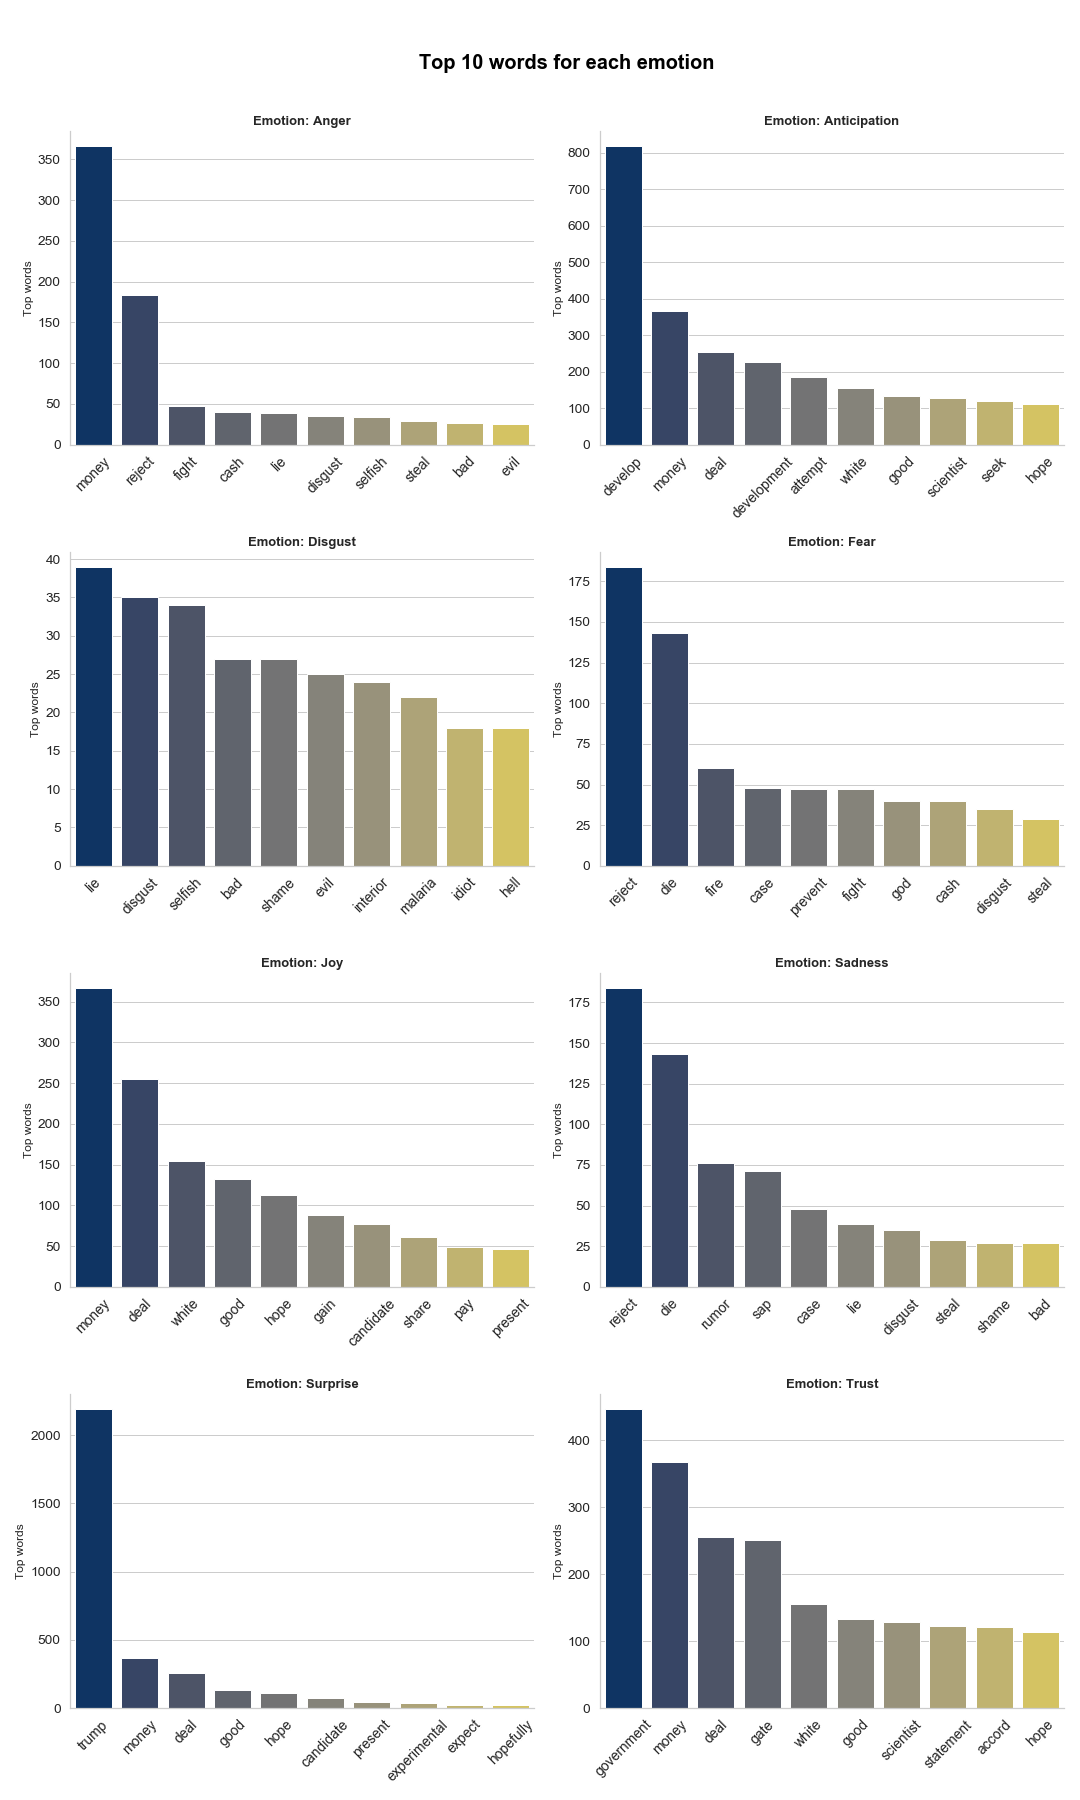 Top 10 words for each emotion
Emotion: Anger
Top words
350
300
250
200
150
100
50
0
money reject fight cash lie disgust selfish steal bad evil
Emotion: Anticipation
Top words
800
700
600
500
400
300
200
100
0
develop money deal development attempt white good scientist seek hope
Emotion: Disgust
Top words
40
35
30
25
20
15
10
5
0
lie disgust selfish bad shame evil interior malaria idiot hell
Emotion: Fear
Top words
175
150
125
100
75
50
25
0
reject die fire case prevent fight god cash disgust steal
Emotion: Joy
Top words
350
300
250
200
150
100
50
0
money deal white good hope gain candidate share pay present
Emotion: Sadness
Top words
175
150
125
100
75
50
25
0
reject die rumor sap case lie disgust steal shame bad
Emotion: Surprise
Top words
2000
1500
1000
500
0
trump money deal good hope candidate present experimental expect hopefully
Emotion: Trust
Top words
400
300
200
100
0
government money deal gate white good scientist statement accord hope